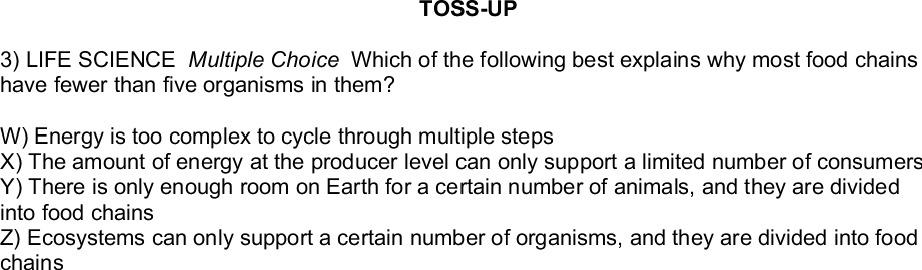 TOSS-UP
3) LIFE SCIENCE Multiple Choice Which of the following best explains why most food chains
have fewer than five organisms in them?
W) Energy is too complex to cycle through multiple steps
X) The amount of energy at the producer level can only support a limited number of consumers
Y) There is only enough room on Earth for a certain number of animals, and they are divided
into food chains
Z) Ecosystems can only support a certain number of organisms, and they are divided into food
chains